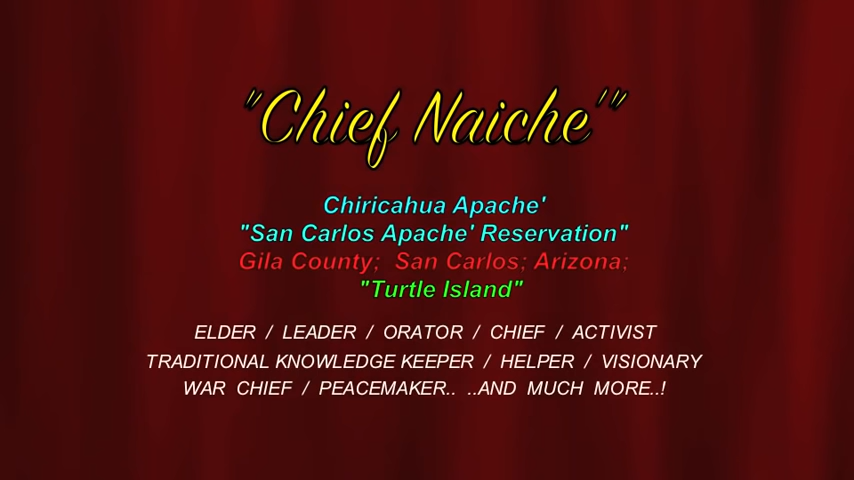 "Chief Naiche'"
Chiricahua Apache'
"San Carlos Apache' Reservation"
Gila County;  San Carlos; Arizona;
"Turtle Island"
ELDER / LEADER / ORATOR / CHIEF / ACTIVIST
TRADITIONAL KNOWLEDGE KEEPER / HELPER / VISIONARY
WAR CHIEF / PEACEMAKER.. ..AND MUCH MORE..!